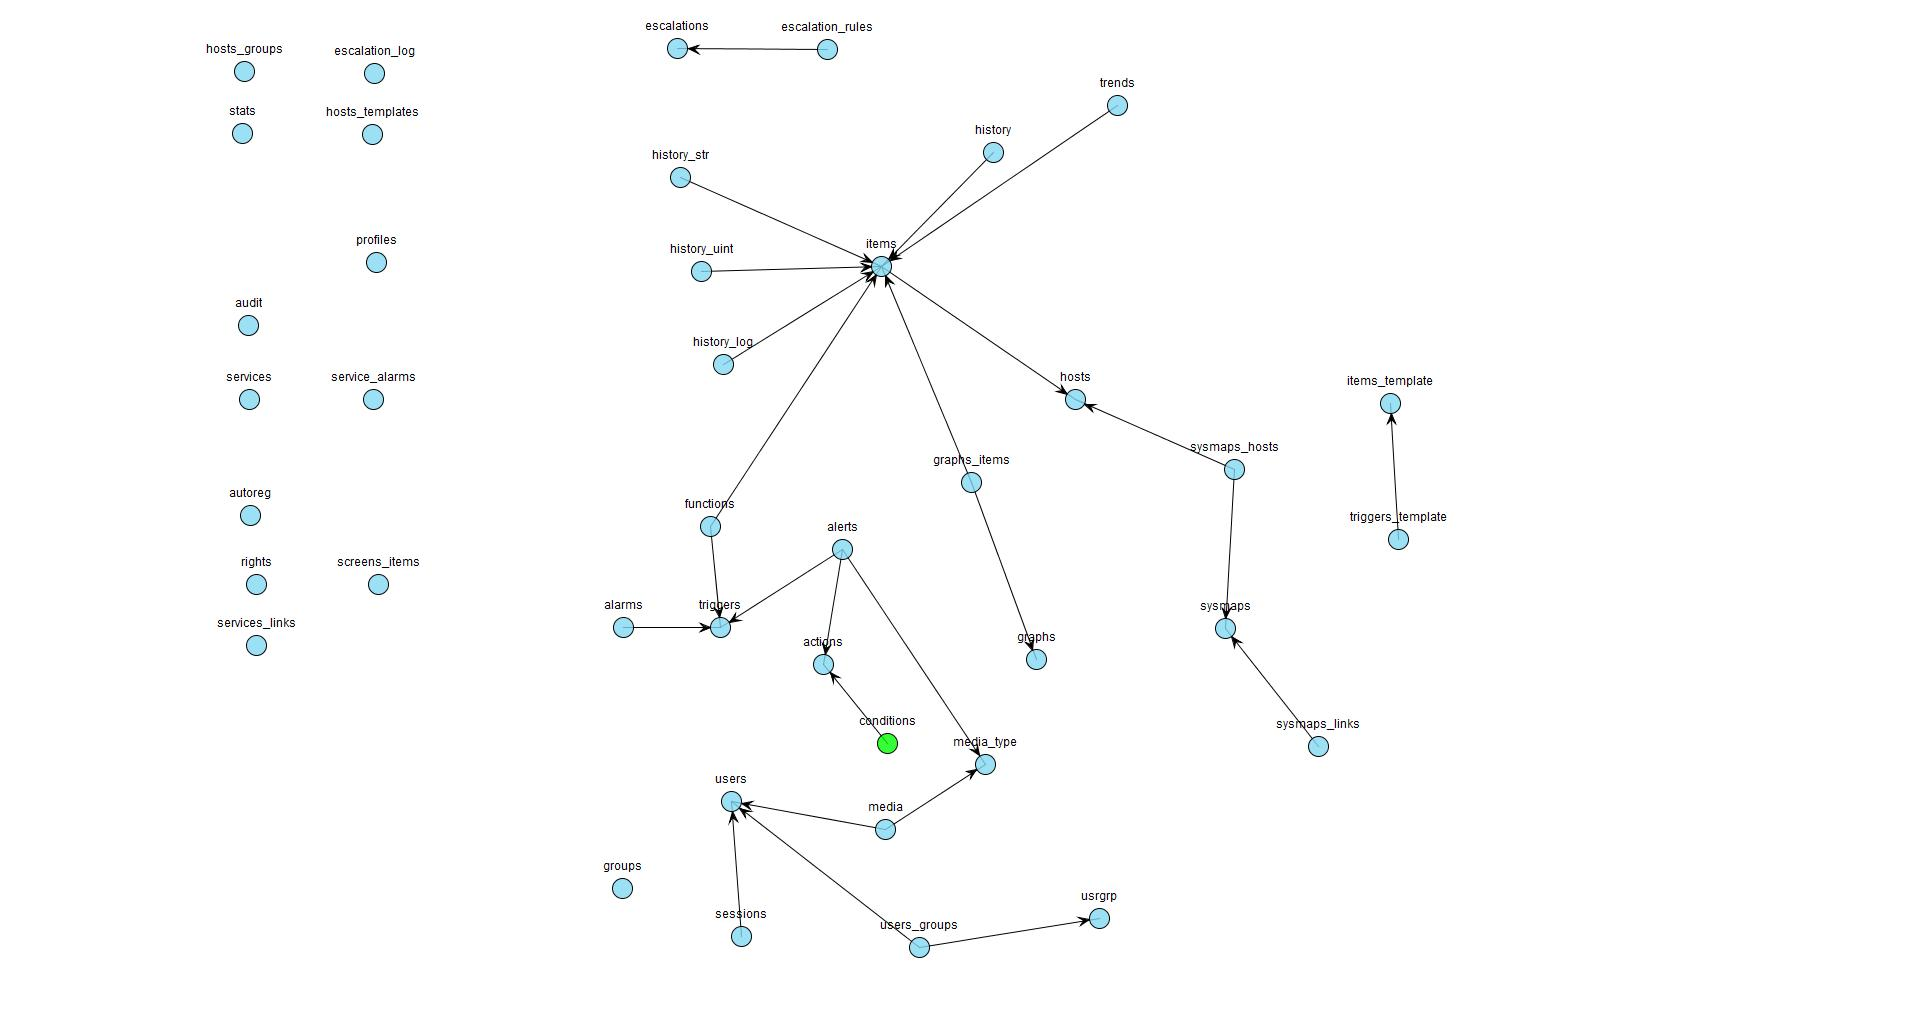 escalations
escalation_rules
hosts_groups
escalation_log
trends
stats
hosts_templates
history
history_str
profiles
items
history_uint
audit
history_log
services
service_alarms
hosts
items_template
sysmaps_hosts
graphs_items
autoreg
functions
triggers_template
alerts
rights
screens_items
alarms
triggers
sysmaps
services_links
actions
graphs
conditions
sysmaps_links
media_type
users
media
groups
usrgrp
sessions
users_groups